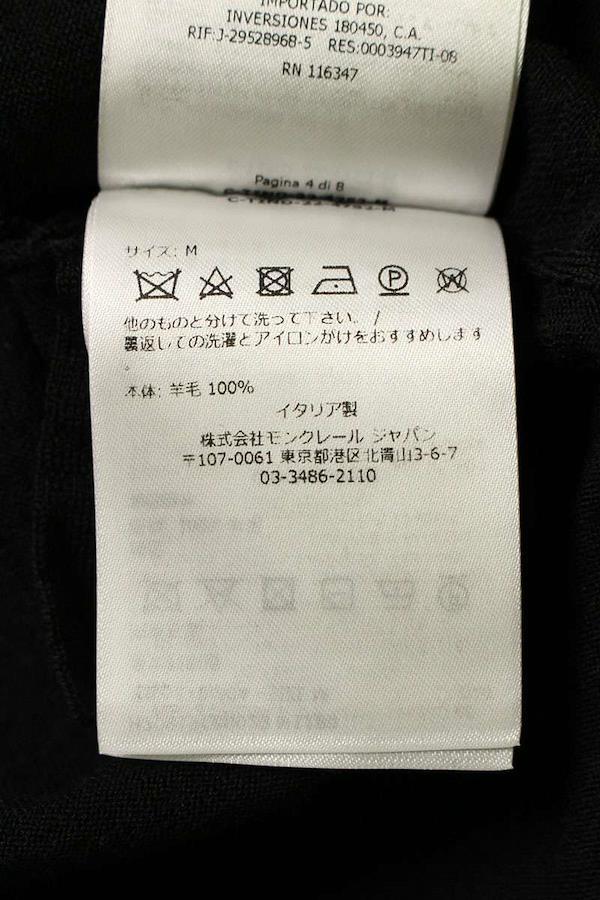 IMPORTADO POR:
INVERSIONES 180450, C.A.
RIF:J-29528968-5 RES:0003947TI-08
RN 116347
Pagina 4 di 8
サイズ: M
他のものと分けて洗って下さい。 /
裏返しての洗濯とアイロンがけをおすすめします
。
本体: 羊毛 100%
イタリア製
株式会社モンクレール ジャパン
〒107-0061 東京都港区北青山3-6-7
03-3486-2110